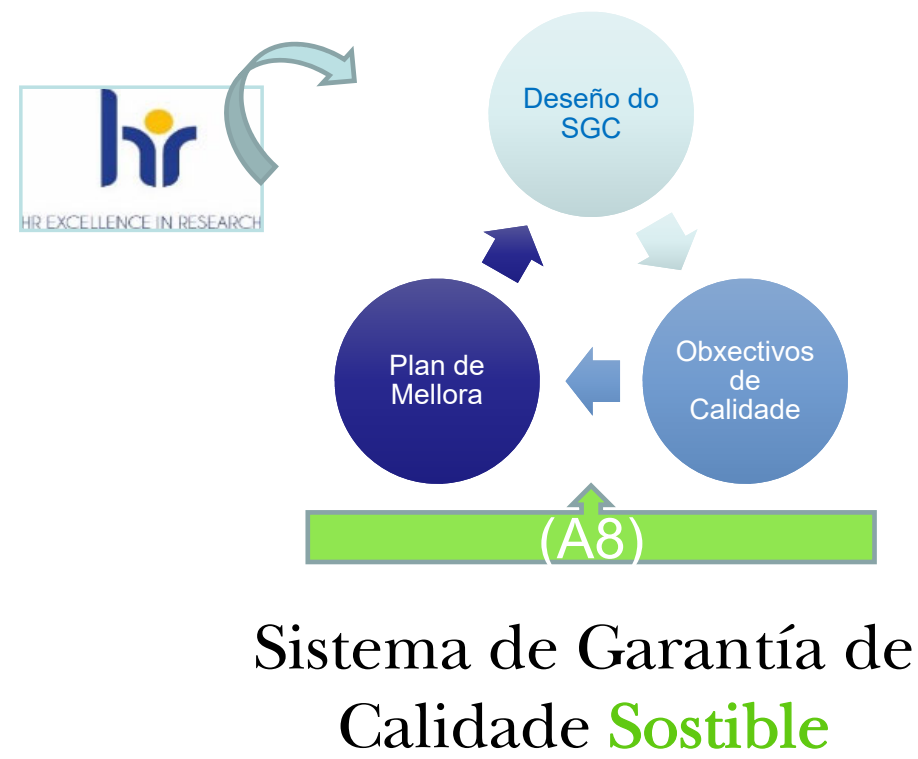 hr
HR EXCELLENCE IN RESEARCH
Deseño do
SGC
Plan de
Mellora
Obxectivos
de
Calidade
(A8)
Sistema de Garantía de
Calidade Sostible